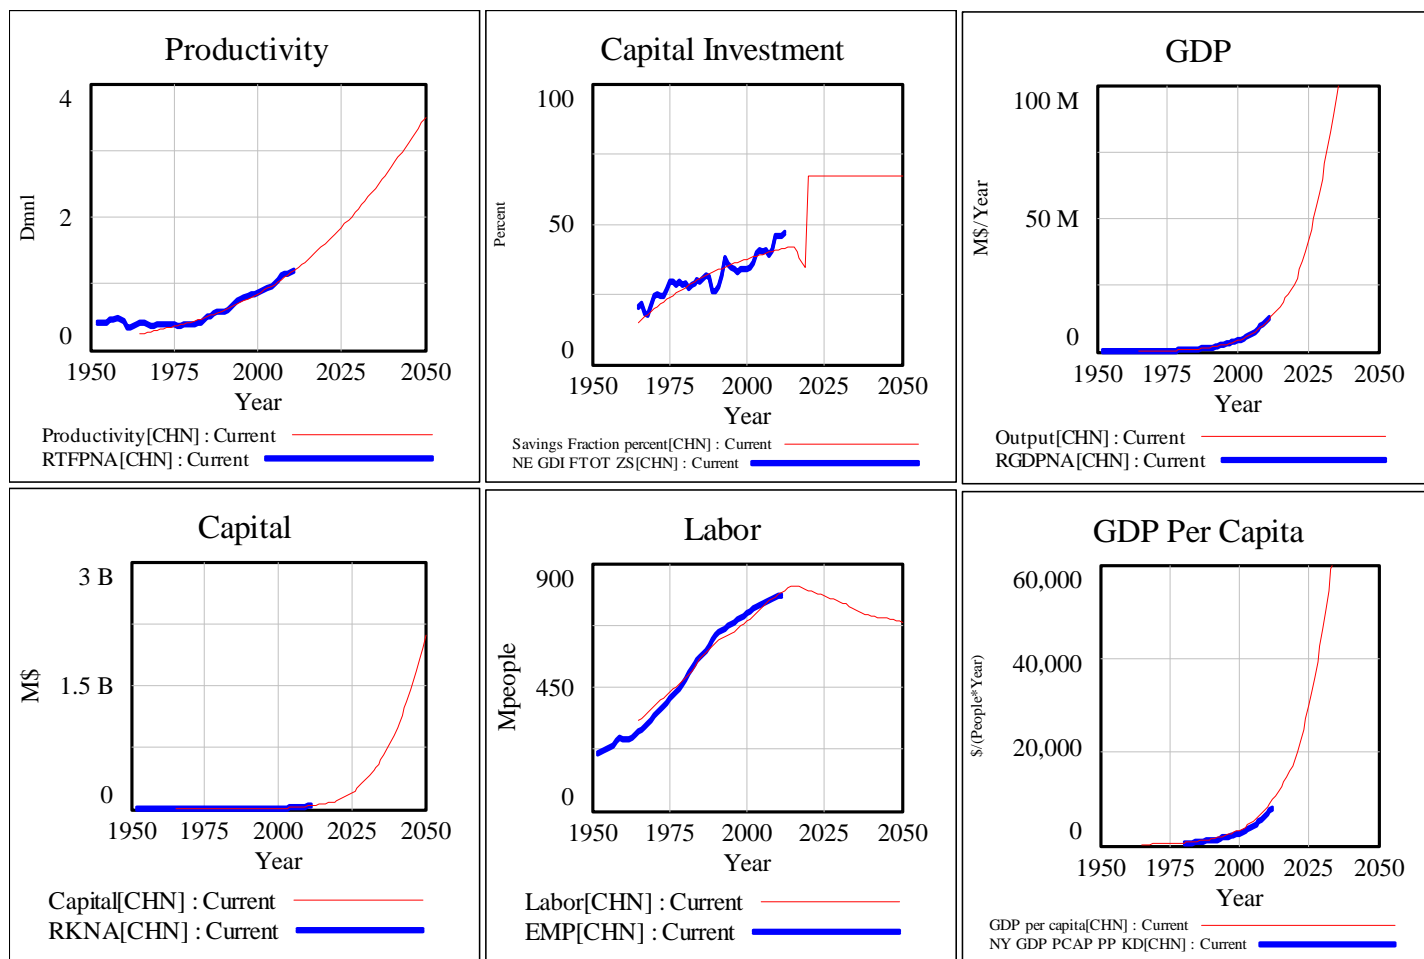 Productivity
4
2
0
Dmnl
1950 1975 2000 2025 2050
Year
Productivity[CHN] : Current
RTFPNA[CHN] : Current
Capital Investment
100
50
0
Percent
1950 1975 2000 2025 2050
Year
Savings Fraction percent[CHN] : Current
NE GDI FTOT ZS[CHN] : Current
GDP
100 M
50 M
0
M$/Year
1950 1975 2000 2025 2050
Year
Output[CHN] : Current
RGDPNA[CHN] : Current
Capital
3 B
1.5 B
0
M$
1950 1975 2000 2025 2050
Year
Capital[CHN] : Current
RKNA[CHN] : Current
Labor
900
450
0
Mpeople
1950 1975 2000 2025 2050
Year
Labor[CHN] : Current
EMP[CHN] : Current
GDP Per Capita
60,000
40,000
20,000
0
$/(People*Year)
1950 1975 2000 2025 2050
Year
GDP per capita[CHN] : Current
NY GDP PCAP PP KD[CHN] : Current